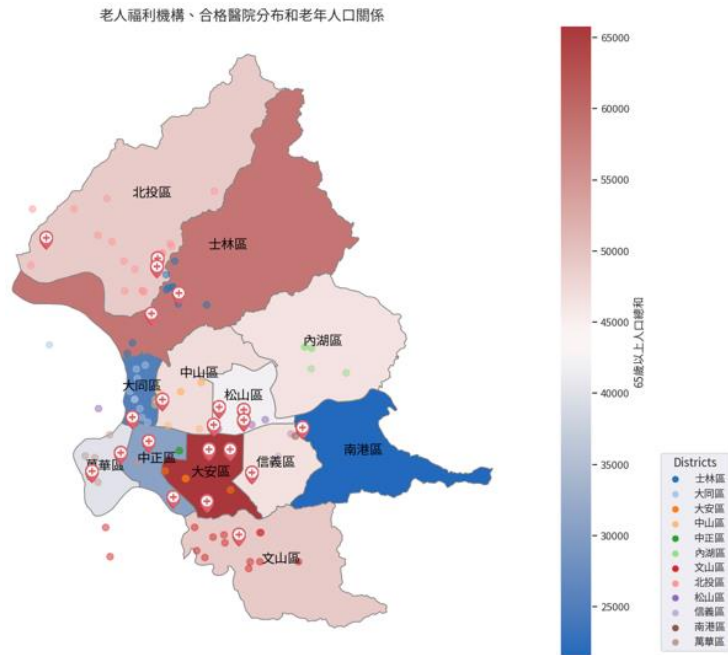 老人福利機構、合格醫院分布和老年人口關係
65000
60000
55000
50000
45000
40000
35000
30000
25000
65歲以上人口總和
北投區
士林區
內湖區
中山區
大同區
松山區
南港區
萬華區
中正區
大安區
信義區
文山區
Districts
士林區
大同區
大安區
中山區
中正區
內湖區
文山區
北投區
松山區
信義區
南港區
萬華區